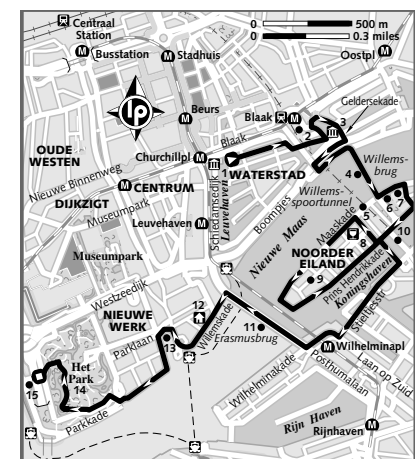 Centraal
Station
0 500 m
0 0.3 miles
Busstation
M
M
Stadhuis
Oostpl
M
lp
Beurs
M
Blaak
M
3
Geldersekade
2
OUDE
WESTEN
Blaak
Churchillpl
M
1
WATERSTAD
4
Willems-
brug
Nieuwe Binnenweg
M
CENTRUM
DIJKZIGT
Museumpark
Schiedamsedijk
Leuvehaven
Boompjes
Willems-
spoortunnel
5
6
7
Leuvehaven
M
Maaskade
10
8
Museumpark
Nieuwe Maas
NOORDER
EILAND
9
Prins Hendrikkade
Koningshaven
Stieltjesstr
Westzeedijk
NIEUWE
WERK
12
Willemskade
11
Erasmusbrug
Parklaan
13
M
Wilhelminapl
Het
Park
14
15
Laan op Zuid
Posthumalaan
Wilhelminakade
Parkkade
Rijn Haven
Rijnhaven
M